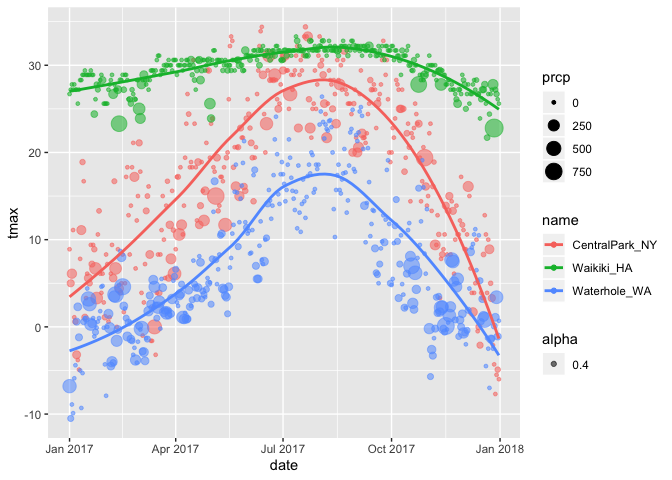 30
20
10
0
-10
tmax
Jan 2017
Apr 2017
Jul 2017
Oct 2017
Jan 2018
date
prcp
0
250
500
750
name
CentralPark_NY
Waikiki_HA
Waterhole_WA
alpha
0.4